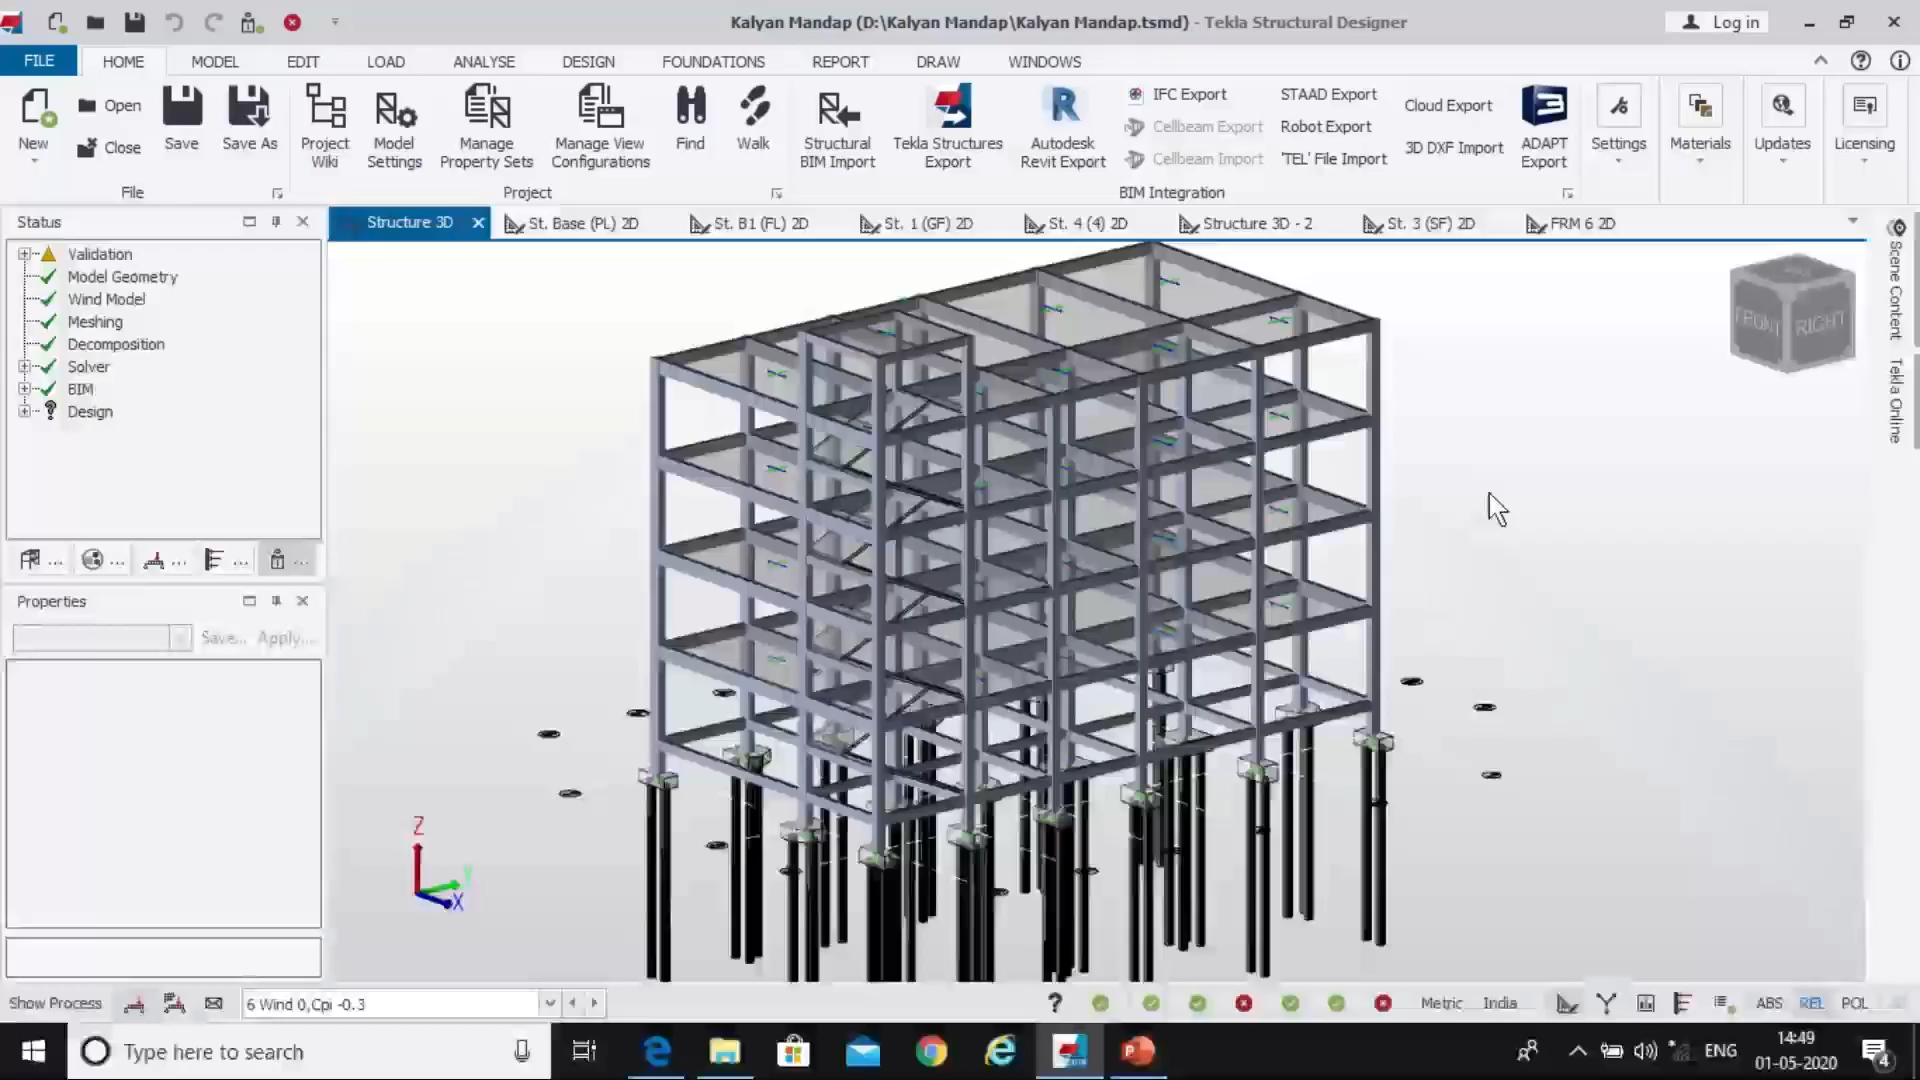 Kalyan Mandap (D:\Kalyan Mandap\Kalyan Mandap.tsmd) - Tekla Structural Designer
Log in
FILE HOME MODEL EDIT LOAD ANALYSE DESIGN FOUNDATIONS REPORT DRAW WINDOWS
New
Open
Close
Save
Save As
Project Wiki
Model Settings
Manage Property Sets
Manage View Configurations
Find
Walk
Structural BIM Import
Tekla Structures Export
Autodesk Revit Export
IFC Export
Cellbeam Export
Cellbeam Import
STAAD Export
Robot Export
'TEL' File Import
Cloud Export
3D DXF Import
ADAPT Export
Settings
Materials
Updates
Licensing
File
Project
BIM Integration
Status
Structure 3D
St. Base (PL) 2D
St. B1 (FL) 2D
St. 1 (GF) 2D
St. 4 (4) 2D
Structure 3D - 2
St. 3 (SF) 2D
FRM 6 2D
Validation
Model Geometry
Wind Model
Meshing
Decomposition
Solver
BIM
Design
Scene Content
Tekla Online
FRONT
RIGHT
Properties
Save...
Apply...
Z
Y
X
Show Process
6 Wind 0,Cpi -0.3
Metric
India
ABS
REL
POL
Type here to search
ENG
14:49
01-05-2020
4